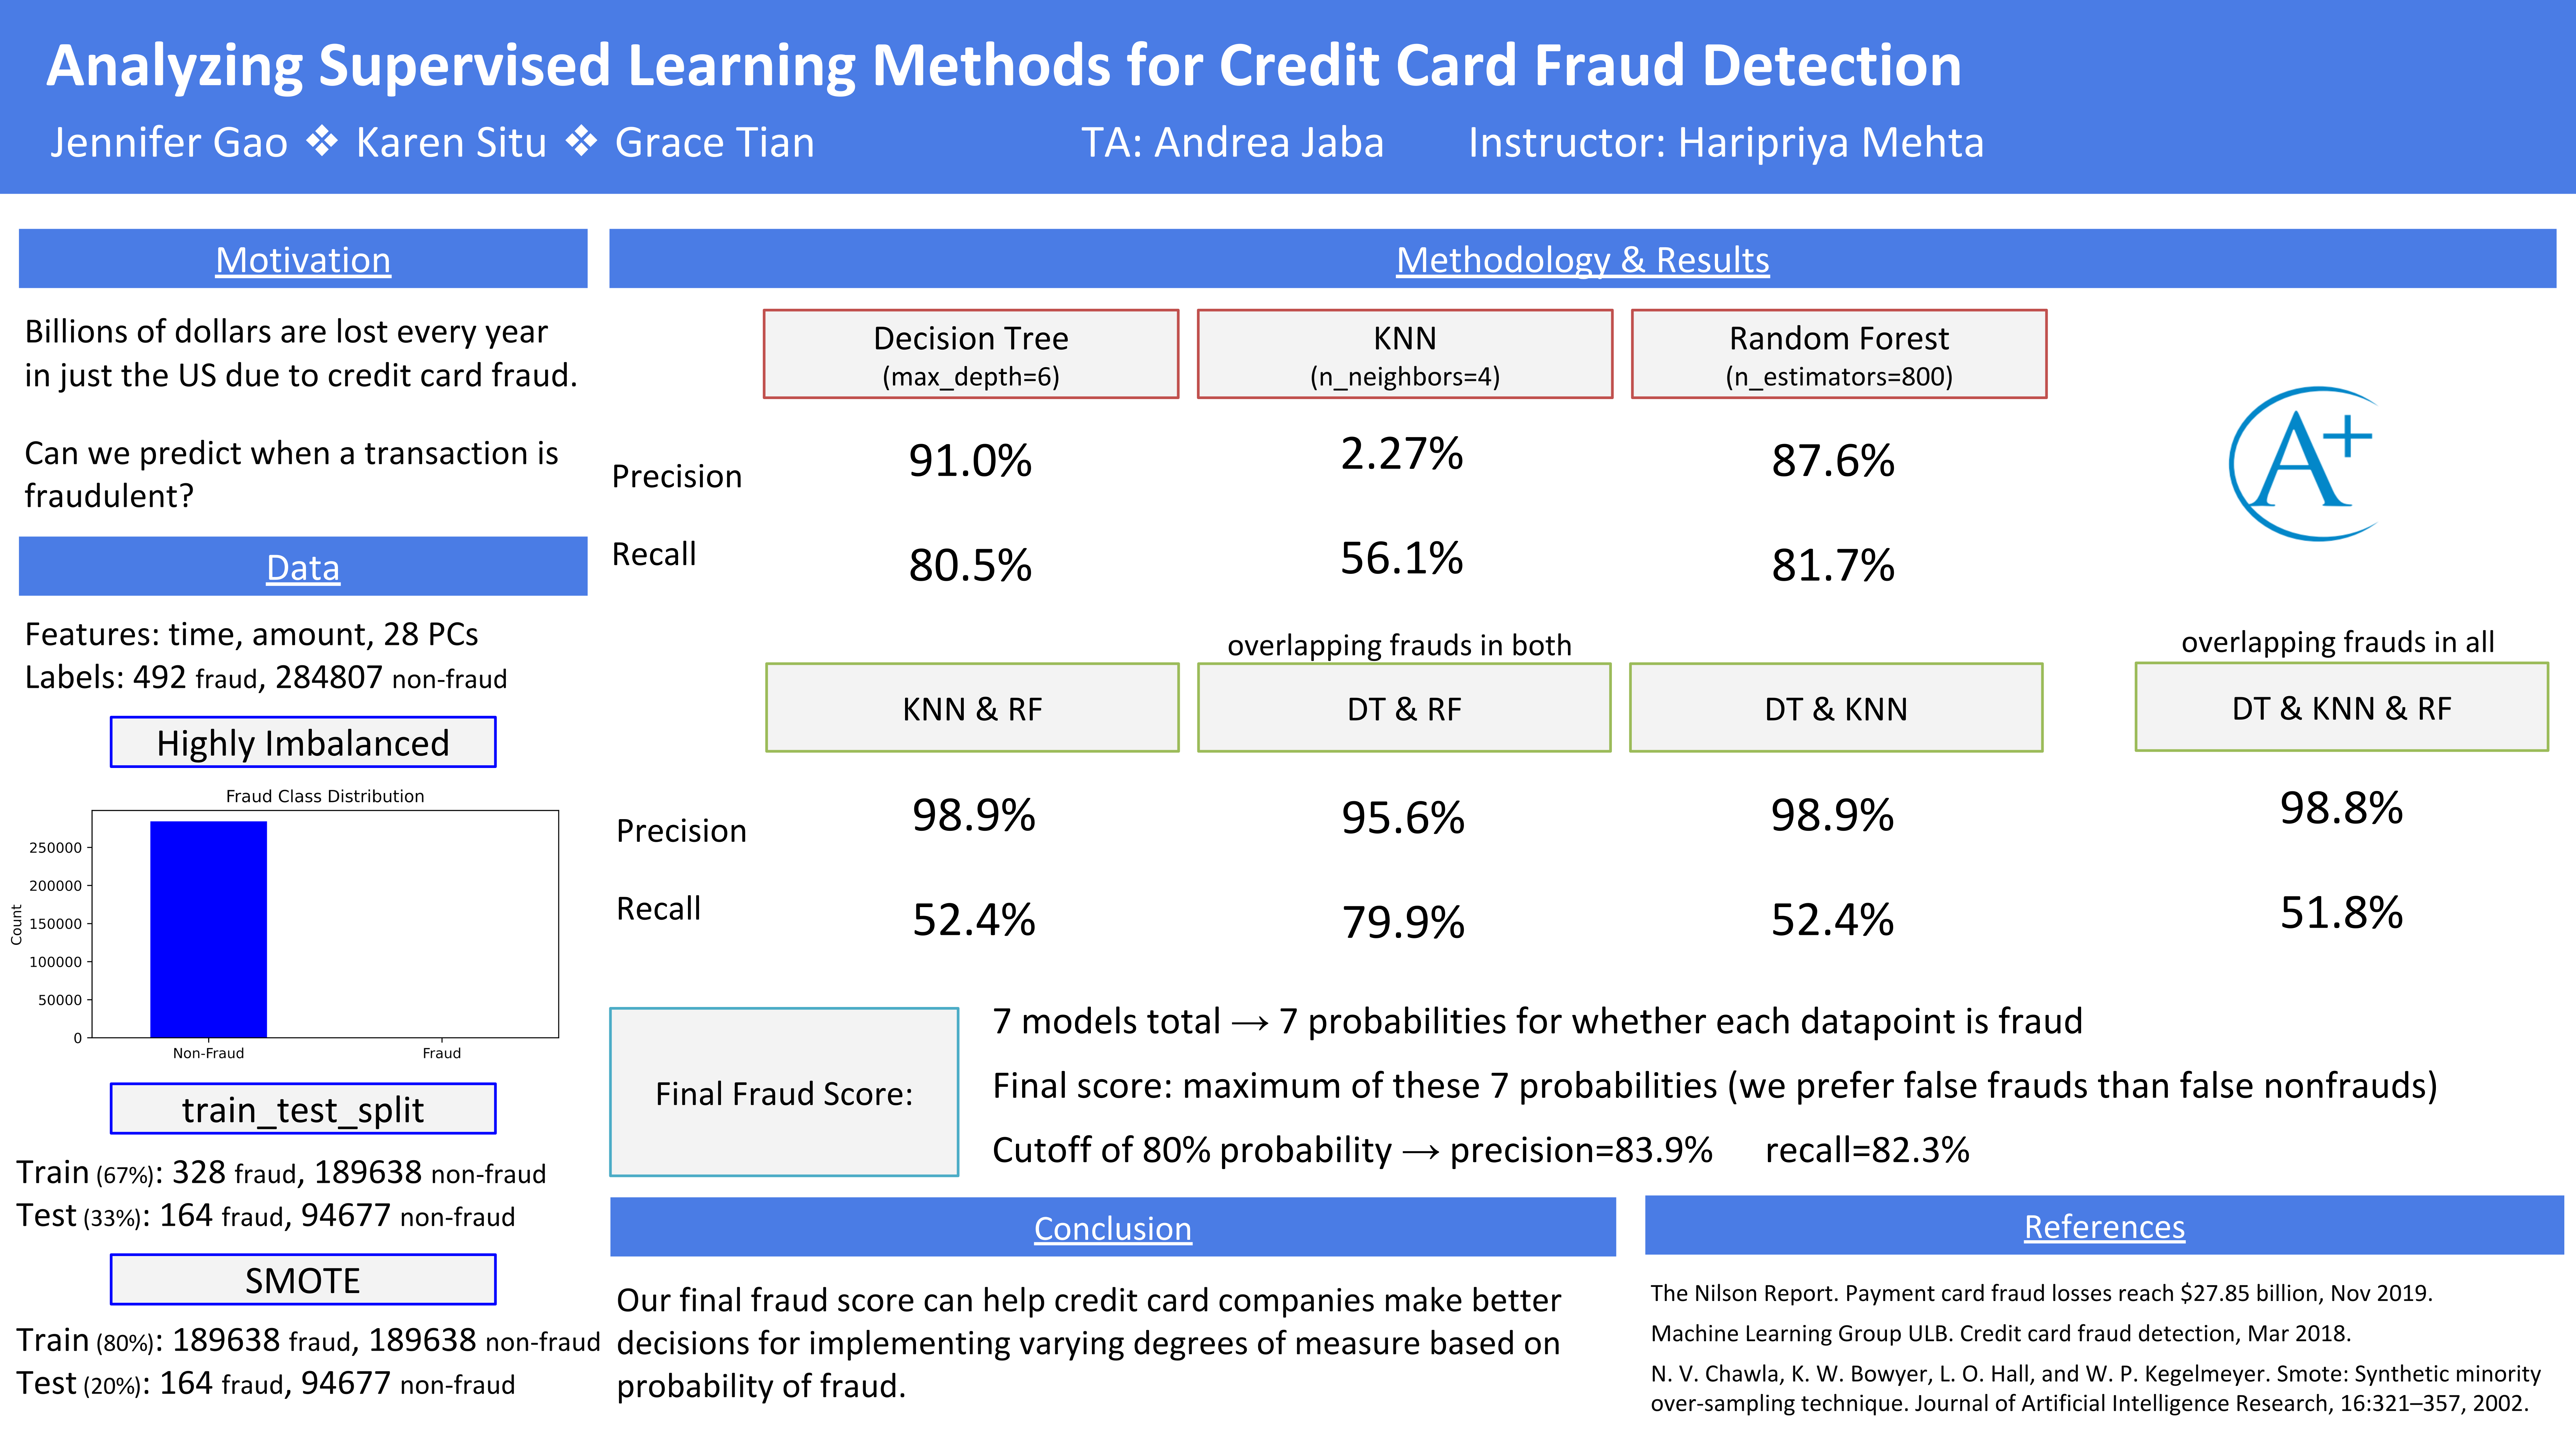 Analyzing Supervised Learning Methods for Credit Card Fraud Detection
Jennifer Gao ❖ Karen Situ ❖ Grace Tian TA: Andrea Jaba Instructor: Haripriya Mehta
Motivation
Billions of dollars are lost every year
in just the US due to credit card fraud.
Can we predict when a transaction is
fraudulent?
Data
Features: time, amount, 28 PCs
Labels: 492 fraud, 284807 non-fraud
Highly Imbalanced
Fraud Class Distribution
250000
200000
150000
100000
50000
0
Count
Non-Fraud Fraud
train_test_split
Train (67%): 328 fraud, 189638 non-fraud
Test (33%): 164 fraud, 94677 non-fraud
SMOTE
Train (80%): 189638 fraud, 189638 non-fraud
Test (20%): 164 fraud, 94677 non-fraud
Methodology & Results
Decision Tree KNN Random Forest
(max_depth=6) (n_neighbors=4) (n_estimators=800)
A+
Precision 91.0% 2.27% 87.6%
Recall 80.5% 56.1% 81.7%
overlapping frauds in both overlapping frauds in all
KNN & RF DT & RF DT & KNN DT & KNN & RF
Precision 98.9% 95.6% 98.9% 98.8%
Recall 52.4% 79.9% 52.4% 51.8%
Final Fraud Score:
7 models total → 7 probabilities for whether each datapoint is fraud
Final score: maximum of these 7 probabilities (we prefer false frauds than false nonfrauds)
Cutoff of 80% probability → precision=83.9% recall=82.3%
Conclusion
Our final fraud score can help credit card companies make better
decisions for implementing varying degrees of measure based on
probability of fraud.
References
The Nilson Report. Payment card fraud losses reach $27.85 billion, Nov 2019.
Machine Learning Group ULB. Credit card fraud detection, Mar 2018.
N. V. Chawla, K. W. Bowyer, L. O. Hall, and W. P. Kegelmeyer. Smote: Synthetic minority
over-sampling technique. Journal of Artificial Intelligence Research, 16:321–357, 2002.